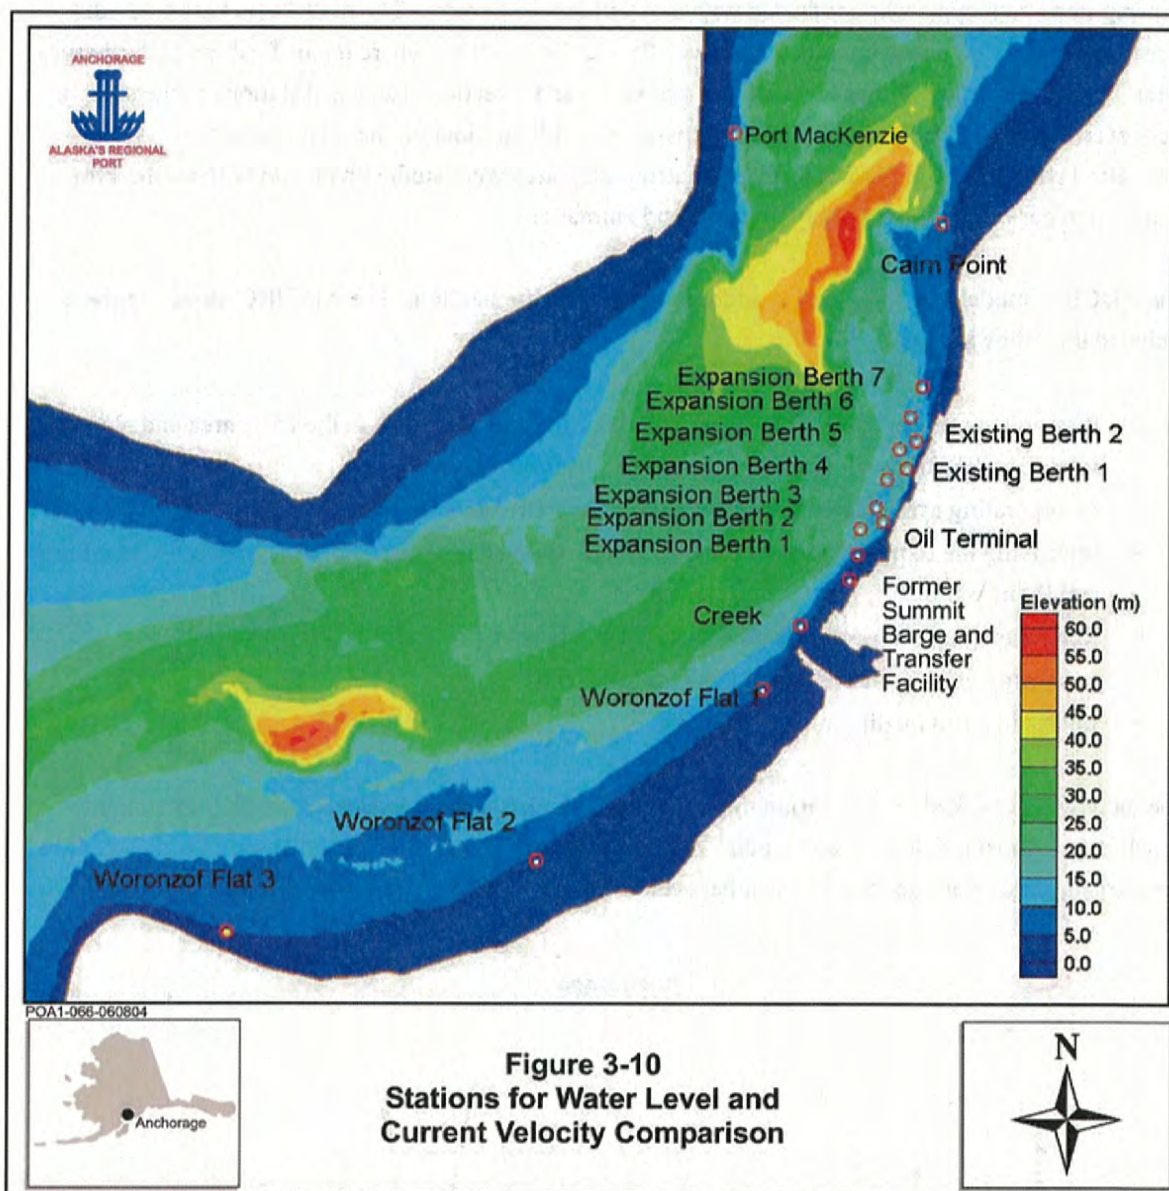 ANCHORAGE
ALASKA'S REGIONAL
PORT
Port MacKenzie
Cairn Point
Expansion Berth 7
Expansion Berth 6
Expansion Berth 5
Existing Berth 2
Expansion Berth 4
Existing Berth 1
Expansion Berth 3
Expansion Berth 2
Expansion Berth 1
Oil Terminal
Former
Summit
Barge and
Transfer
Facility
Creek
Woronzof Flat 1
Woronzof Flat 2
Woronzof Flat 3
Elevation (m)
60.0
55.0
50.0
45.0
40.0
35.0
30.0
25.0
20.0
15.0
10.0
5.0
0.0
POA1-066-060804
Anchorage
Figure 3-10
Stations for Water Level and
Current Velocity Comparison
N